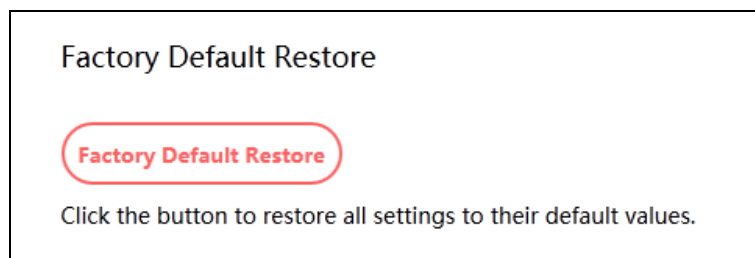 Factory Default Restore
Factory Default Restore
Click the button to restore all settings to their default values.